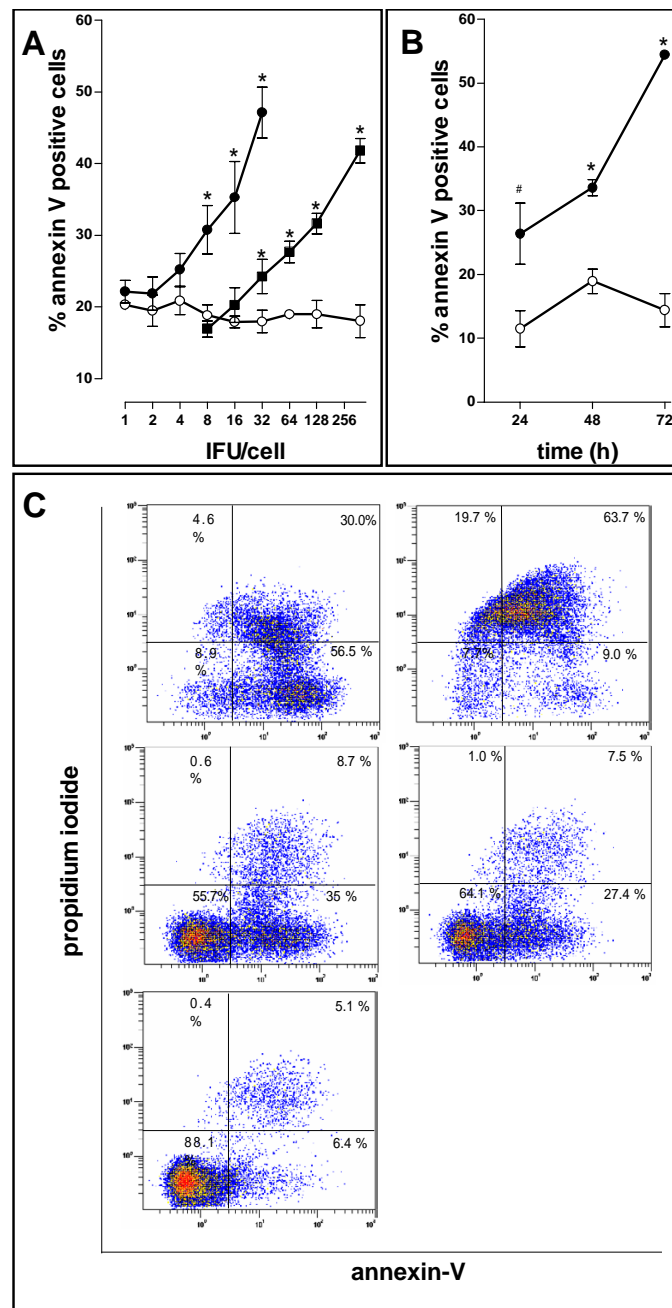 A
% annexin V positive cells
60
50
40
30
20
10
* * * * * * * *
1 2 4 8 16 32 64 128 256
IFU/cell
B
% annexin V positive cells
60
50
40
30
20
10
0
# * *
24 48 72
time (h)
C
propidium iodide
4.6 %
30.0%
8.9 %
56.5 %
19.7 %
63.7 %
9.0 %
0.6 %
8.7 %
55.7%
35 %
1.0 %
7.5 %
64.1 %
27.4 %
0.4 %
5.1 %
88.1
6.4 %
annexin-V